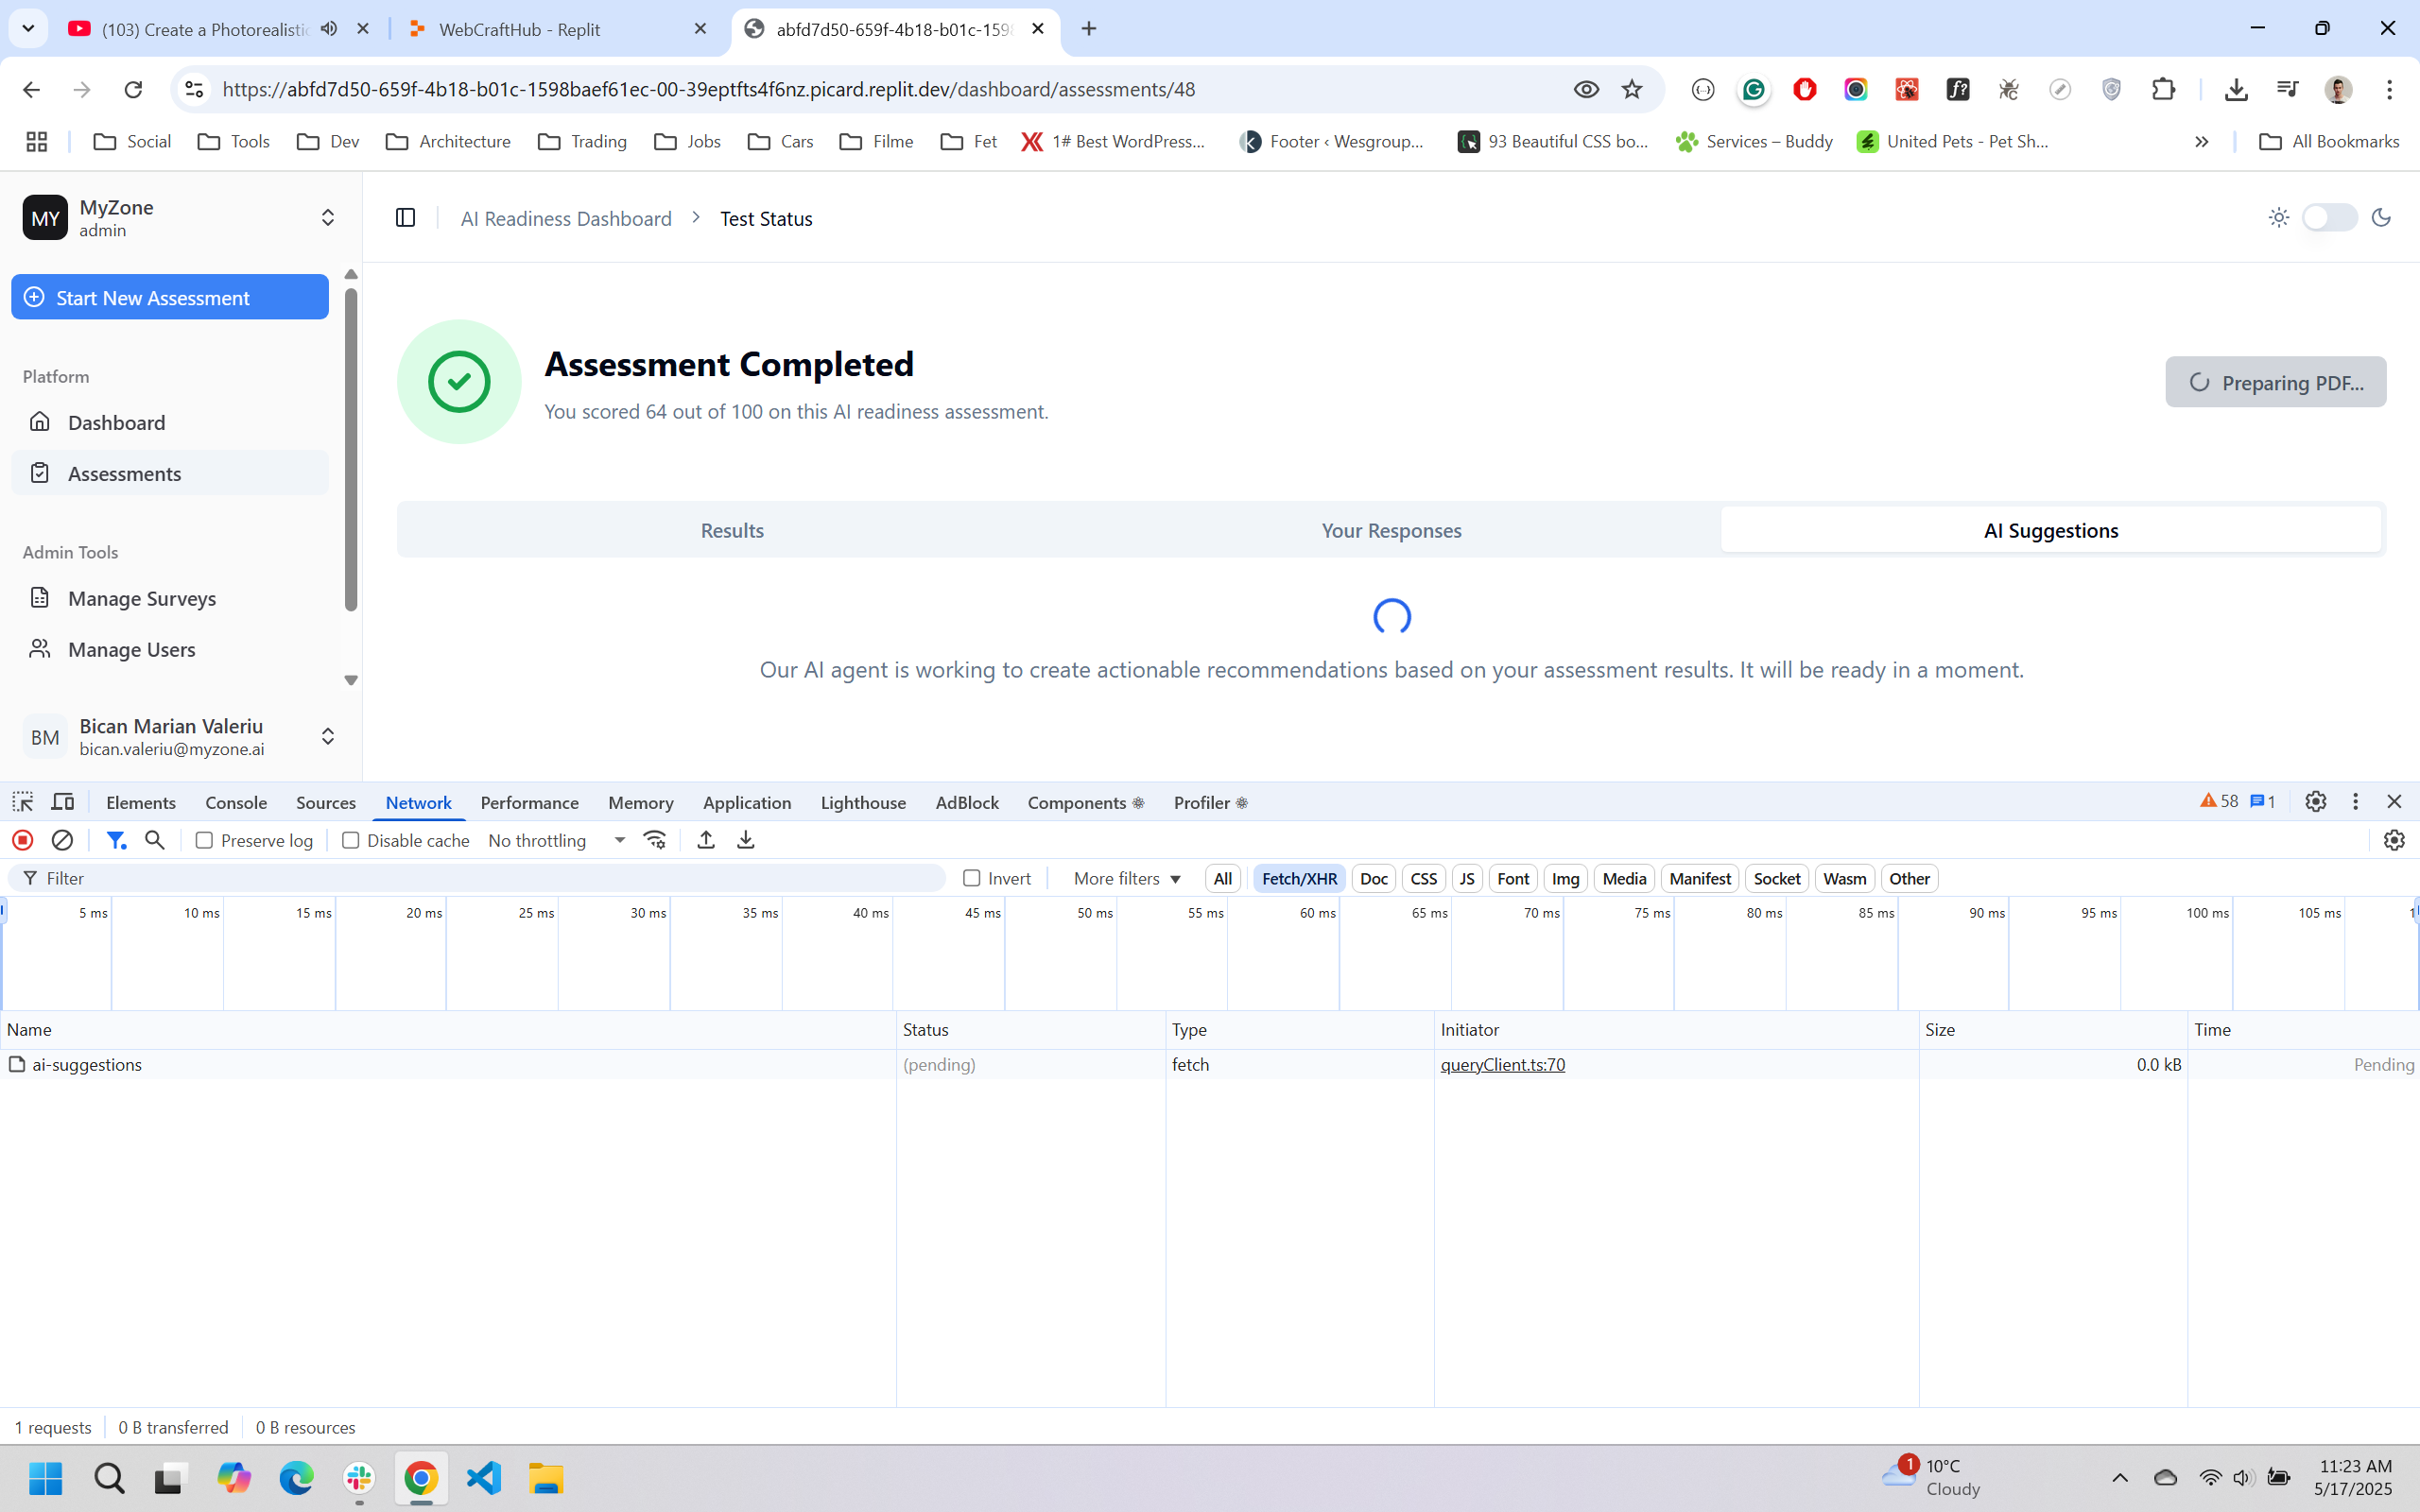 (103) Create a Photorealistic
WebCraftHub - Replit
abfd7d50-659f-4b18-b01c-1598
https://abfd7d50-659f-4b18-b01c-1598baef61ec-00-39eptfts4f6nz.picard.replit.dev/dashboard/assessments/48
Social
Tools
Dev
Architecture
Trading
Jobs
Cars
Filme
Fet
1# Best WordPress...
Footer ‹ Wesgroup...
93 Beautiful CSS bo...
Services – Buddy
United Pets - Pet Sh...
All Bookmarks
MY
MyZone
admin
AI Readiness Dashboard
Test Status
Start New Assessment
Platform
Dashboard
Assessments
Admin Tools
Manage Surveys
Manage Users
BM
Bican Marian Valeriu
bican.valeriu@myzone.ai
Assessment Completed
You scored 64 out of 100 on this AI readiness assessment.
Preparing PDF...
Results
Your Responses
AI Suggestions
Our AI agent is working to create actionable recommendations based on your assessment results. It will be ready in a moment.
Elements
Console
Sources
Network
Performance
Memory
Application
Lighthouse
AdBlock
Components
Profiler
58
1
Preserve log
Disable cache
No throttling
Filter
Invert
More filters
All
Fetch/XHR
Doc
CSS
JS
Font
Img
Media
Manifest
Socket
Wasm
Other
5 ms
10 ms
15 ms
20 ms
25 ms
30 ms
35 ms
40 ms
45 ms
50 ms
55 ms
60 ms
65 ms
70 ms
75 ms
80 ms
85 ms
90 ms
95 ms
100 ms
105 ms
Name
Status
Type
Initiator
Size
Time
ai-suggestions
(pending)
fetch
queryClient.ts:70
0.0 kB
Pending
1 requests
0 B transferred
0 B resources
1
10°C
Cloudy
11:23 AM
5/17/2025